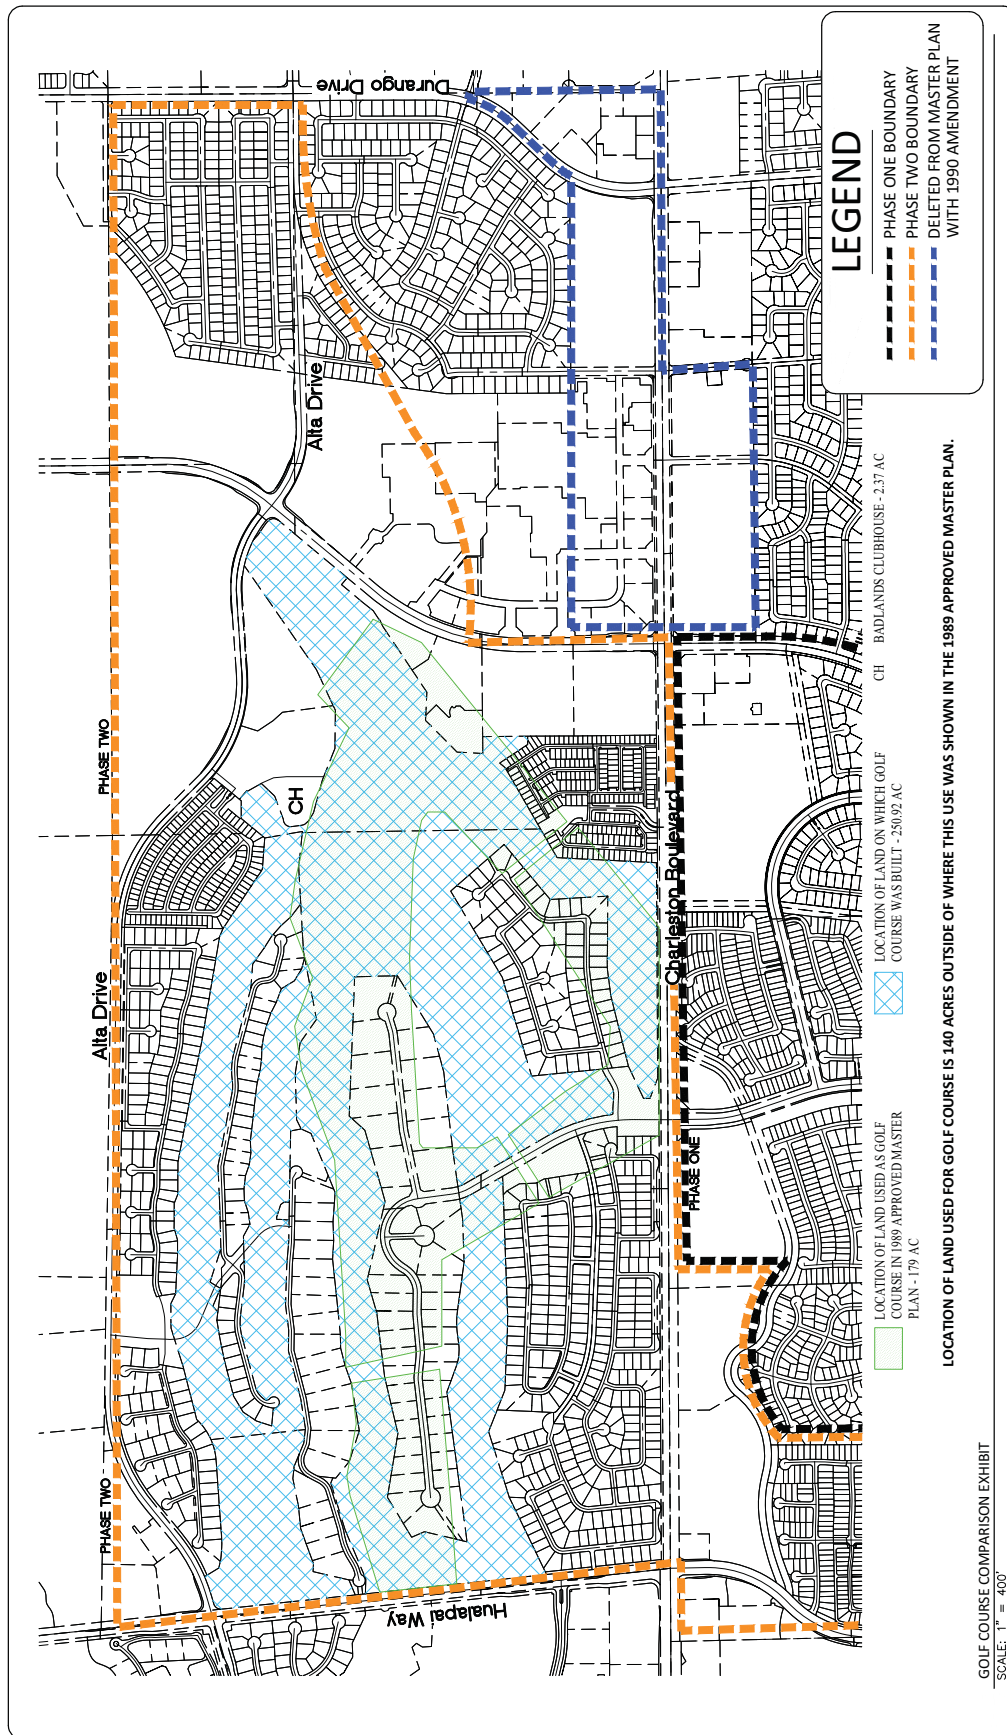 Durango Drive
PHASE TWO
Alta Drive
Alta Drive
CH
Charleston Boulevard
PHASE ONE
PHASE TWO
Hualapai Way
LEGEND
PHASE ONE BOUNDARY
PHASE TWO BOUNDARY
DELETED FROM MASTER PLAN
WITH 1990 AMENDMENT
LOCATION OF LAND USED AS GOLF
COURSE IN 1989 APPROVED MASTER
PLAN - 179 AC
LOCATION OF LAND ON WHICH GOLF
COURSE WAS BUILT - 250.92 AC
CH BADLANDS CLUBHOUSE - 2.37 AC
LOCATION OF LAND USED FOR GOLF COURSE IS 140 ACRES OUTSIDE OF WHERE THIS USE WAS SHOWN IN THE 1989 APPROVED MASTER PLAN.
GOLF COURSE COMPARISON EXHIBIT
SCALE: 1" = 400'